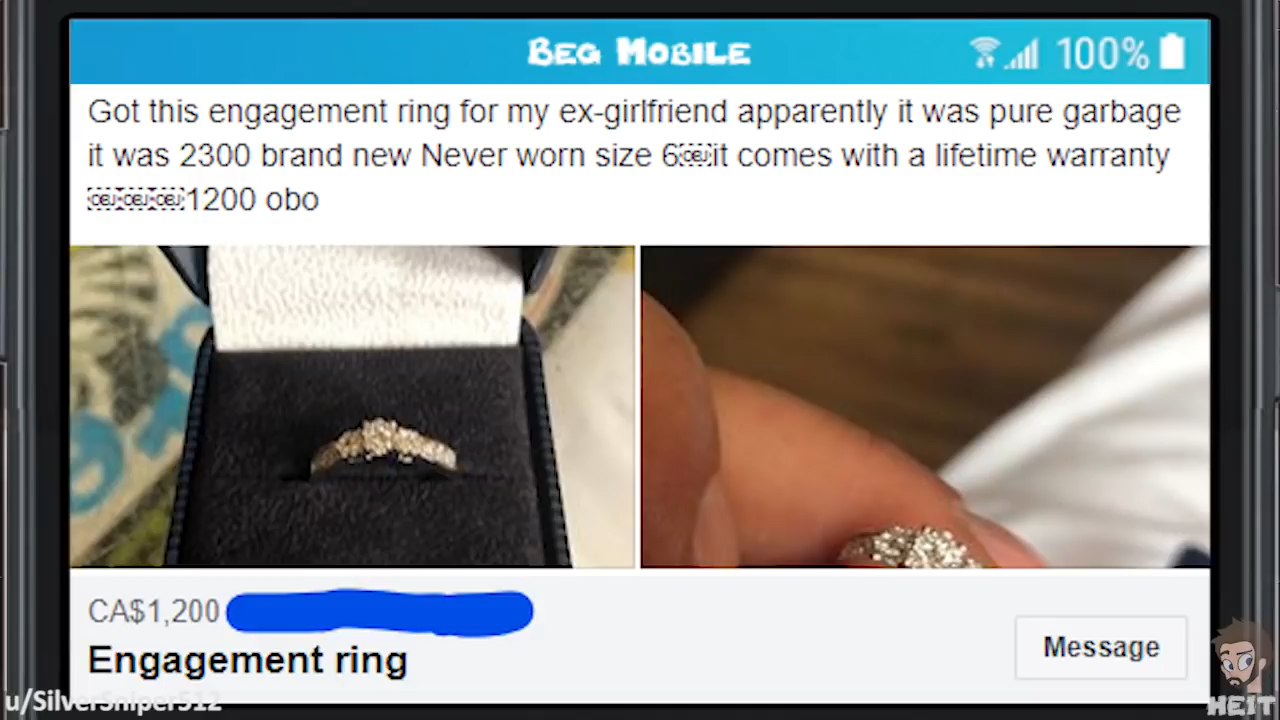 BEG MOBILE
100%
Got this engagement ring for my ex-girlfriend apparently it was pure garbage
it was 2300 brand new Never worn size 6￼it comes with a lifetime warranty
￼￼￼1200 obo
CA$1,200
Engagement ring
Message
u/SilverSniper512
HEIT